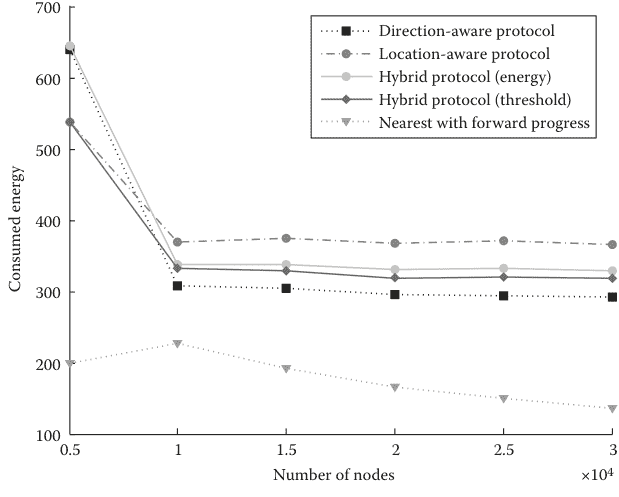 700
600
500
400
300
200
100
Consumed energy
Direction-aware protocol
Location-aware protocol
Hybrid protocol (energy)
Hybrid protocol (threshold)
Nearest with forward progress
0.5 1 1.5 2 2.5 3
Number of nodes ×10⁴